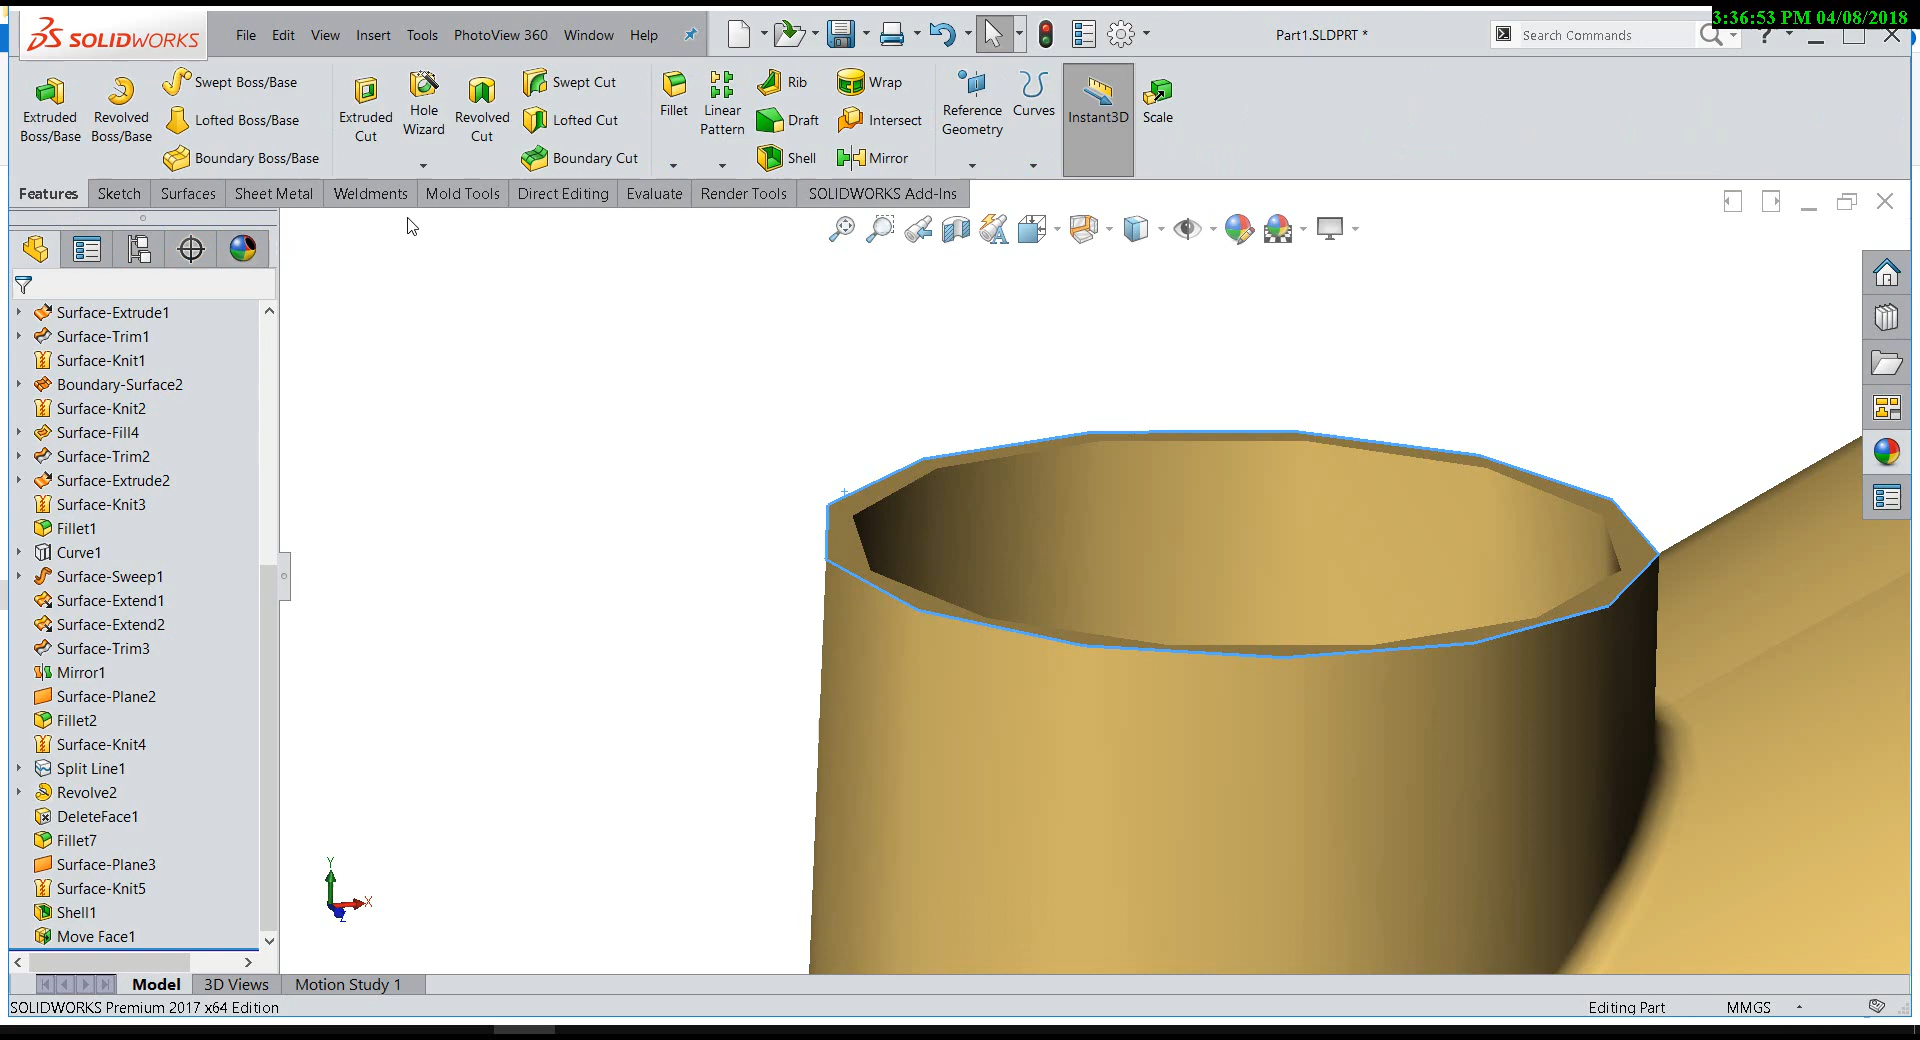 3:36:53 PM 04/08/2018
SOLIDWORKS
File Edit View Insert Tools PhotoView 360 Window Help
Part1.SLDPRT *
Search Commands
?
Extruded Boss/Base
Revolved Boss/Base
Swept Boss/Base
Lofted Boss/Base
Boundary Boss/Base
Extruded Cut
Hole Wizard
Revolved Cut
Swept Cut
Lofted Cut
Boundary Cut
Fillet
Linear Pattern
Rib
Draft
Shell
Wrap
Intersect
Mirror
Reference Geometry
Curves
Instant3D
Scale
Features Sketch Surfaces Sheet Metal Weldments Mold Tools Direct Editing Evaluate Render Tools SOLIDWORKS Add-Ins
Surface-Extrude1
Surface-Trim1
Surface-Knit1
Boundary-Surface2
Surface-Knit2
Surface-Fill4
Surface-Trim2
Surface-Extrude2
Surface-Knit3
Fillet1
Curve1
Surface-Sweep1
Surface-Extend1
Surface-Extend2
Surface-Trim3
Mirror1
Surface-Plane2
Fillet2
Surface-Knit4
Split Line1
Revolve2
DeleteFace1
Fillet7
Surface-Plane3
Surface-Knit5
Shell1
Move Face1
Y
X
Z
Model 3D Views Motion Study 1
SOLIDWORKS Premium 2017 x64 Edition
Editing Part
MMGS